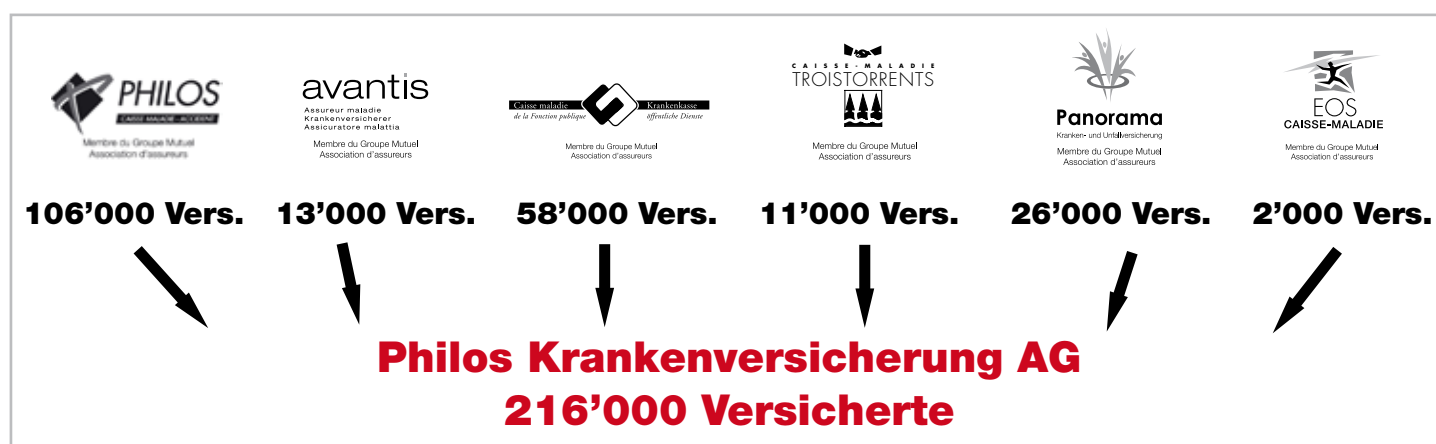 PHILOS
CAISSE MALADIE - ACCIDENT
Membre du Groupe Mutuel
Association d'assureurs
avantis
Assureur maladie
Krankenversicherer
Assicuratore malattia
Membre du Groupe Mutuel
Association d'assureurs
Caisse maladie
de la Fonction publique
Krankenkasse
öffentliche Dienste
Membre du Groupe Mutuel
Association d'assureurs
CAISSE-MALADIE
TROISTORRENTS
Membre du Groupe Mutuel
Association d'assureurs
Panorama
Kranken- und Unfallversicherung
Membre du Groupe Mutuel
Association d'assureurs
EOS
CAISSE-MALADIE
Membre du Groupe Mutuel
Association d'assureurs
106’000 Vers.
13’000 Vers.
58’000 Vers.
11’000 Vers.
26’000 Vers.
2’000 Vers.
Philos Krankenversicherung AG
216’000 Versicherte